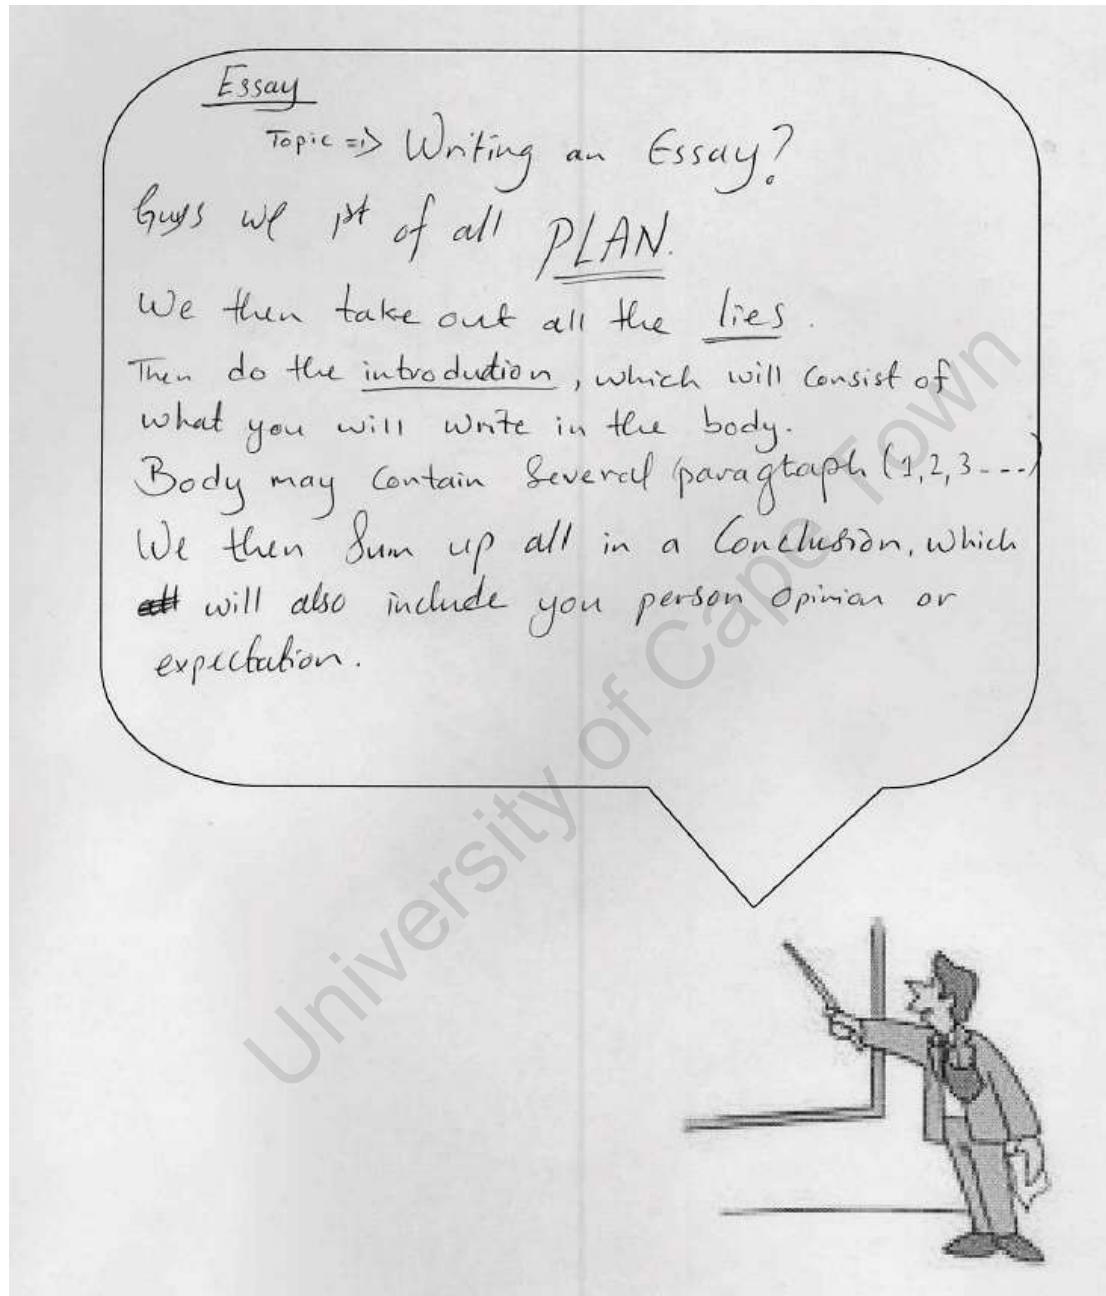 Essay
Topic => Writing an Essay?
Guys we 1st of all PLAN.
We then take out all the lies.
Then do the introdution, which will consist of
what you will write in the body.
Body may contain several paragtaph (1,2,3----)
We then sum up all in a Conclusion, which
will also include you person opinion or
expectation.
University of Cape Town